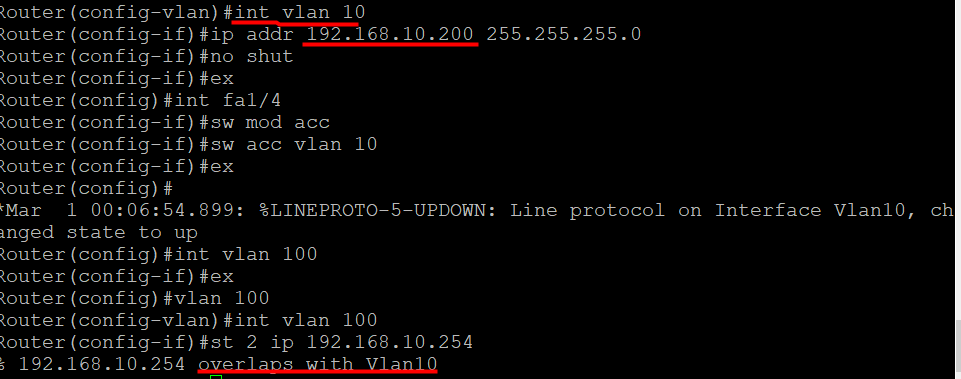 Router(config-vlan)#int vlan 10
Router(config-if)#ip addr 192.168.10.200 255.255.255.0
Router(config-if)#no shut
Router(config-if)#ex
Router(config)#int fa1/4
Router(config-if)#sw mod acc
Router(config-if)#sw acc vlan 10
Router(config-if)#ex
Router(config)#
*Mar  1 00:06:54.899: %LINEPROTO-5-UPDOWN: Line protocol on Interface Vlan10, ch
anged state to up
Router(config)#int vlan 100
Router(config-if)#ex
Router(config)#vlan 100
Router(config-vlan)#int vlan 100
Router(config-if)#st 2 ip 192.168.10.254
% 192.168.10.254 overlaps with Vlan10